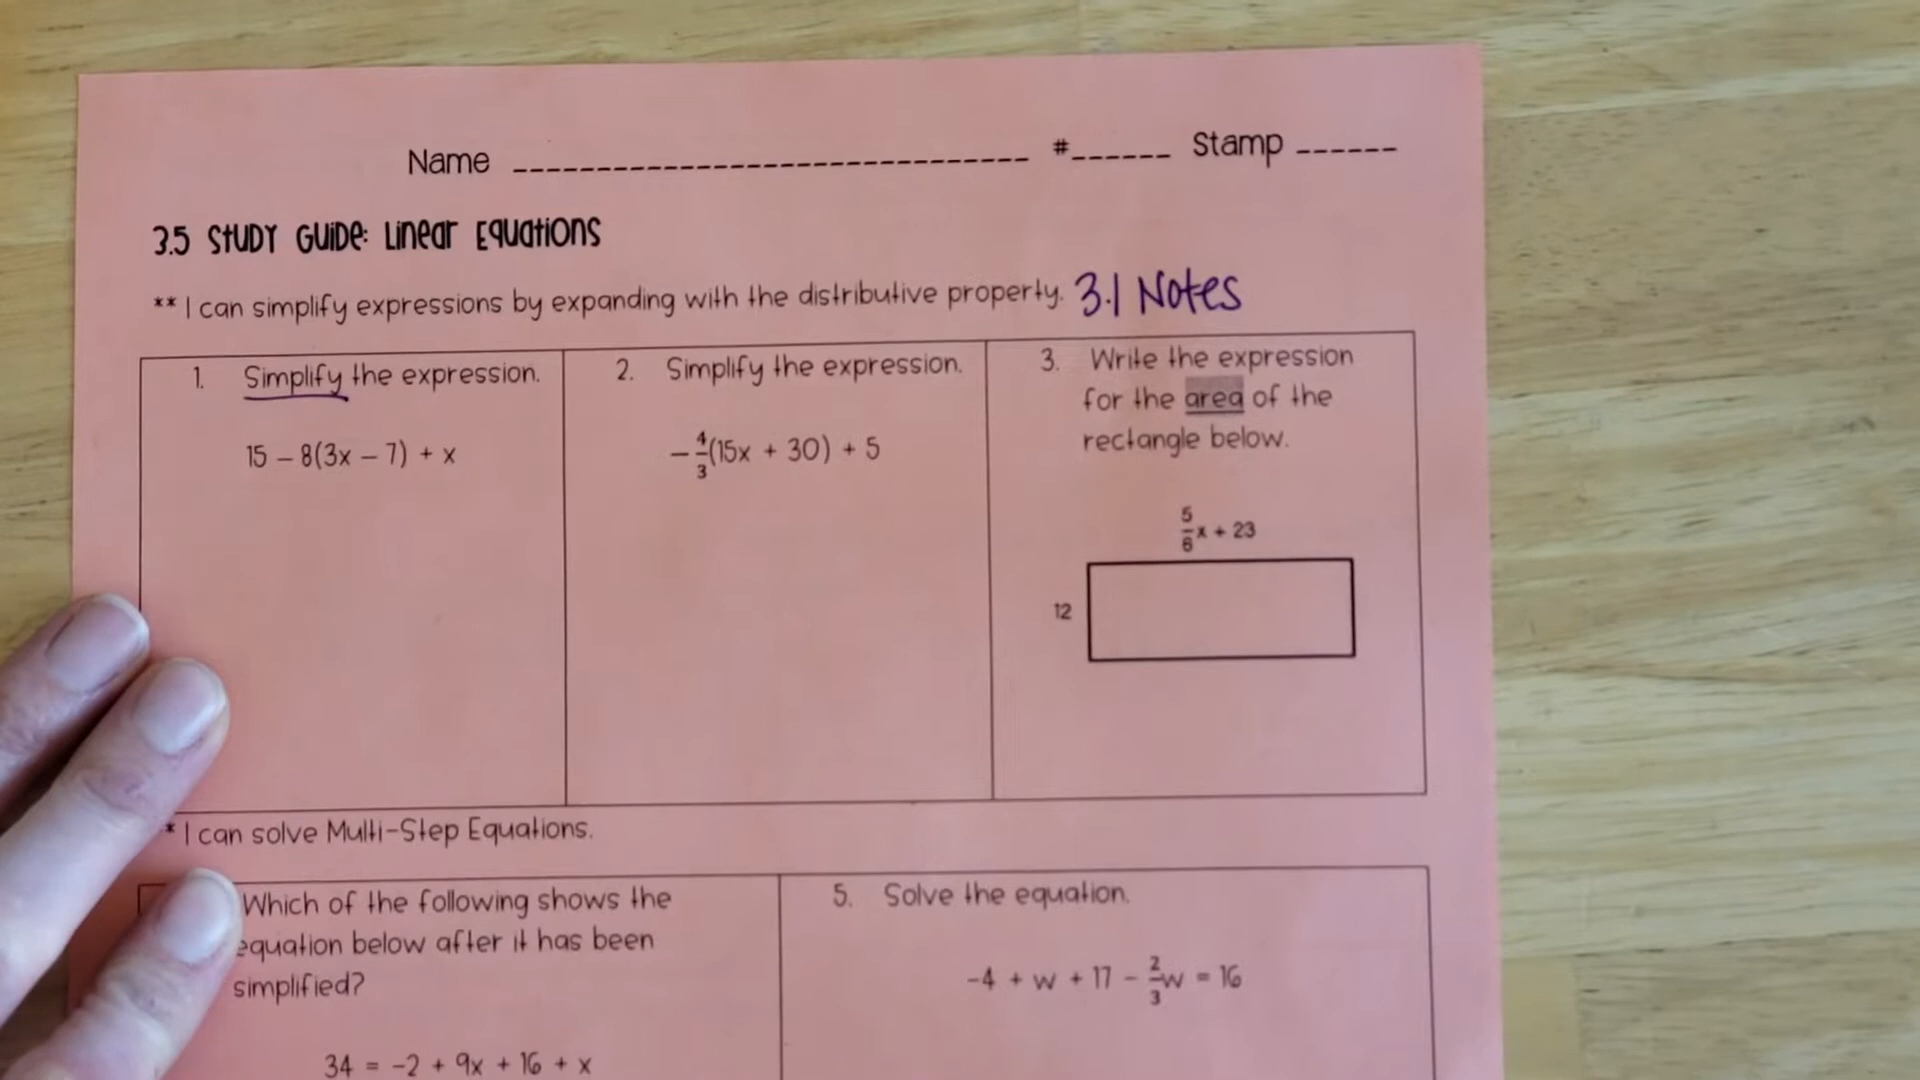 Name ______________________________ #______ Stamp ______
3.5 Study Guide: Linear Equations
** I can simplify expressions by expanding with the distributive property. 3.1 Notes
1. Simplify the expression.
15 – 8(3x – 7) + x
2. Simplify the expression.
–4/3(15x + 30) + 5
3. Write the expression
for the area of the
rectangle below.
5/6x + 23
12
* I can solve Multi-Step Equations.
Which of the following shows the
equation below after it has been
simplified?
34 = -2 + 9x + 16 + x
5. Solve the equation.
-4 + w + 17 – 2/3w = 16